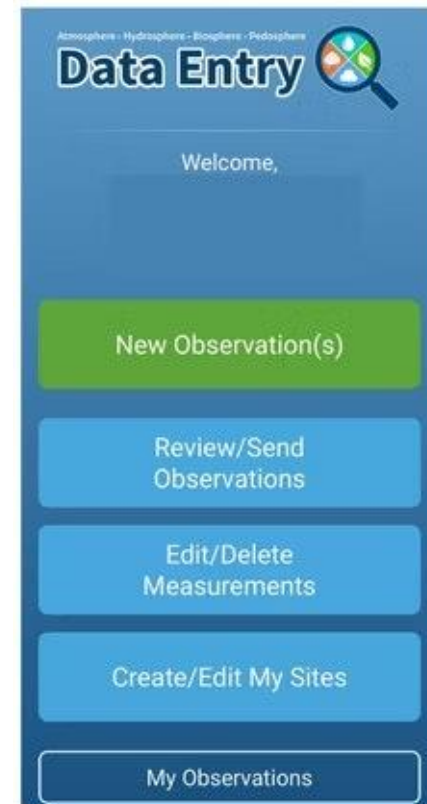 Atmosphere - Hydrosphere - Biosphere - Pedosphere
Data Entry
Welcome,
New Observation(s)
Review/Send
Observations
Edit/Delete
Measurements
Create/Edit My Sites
My Observations